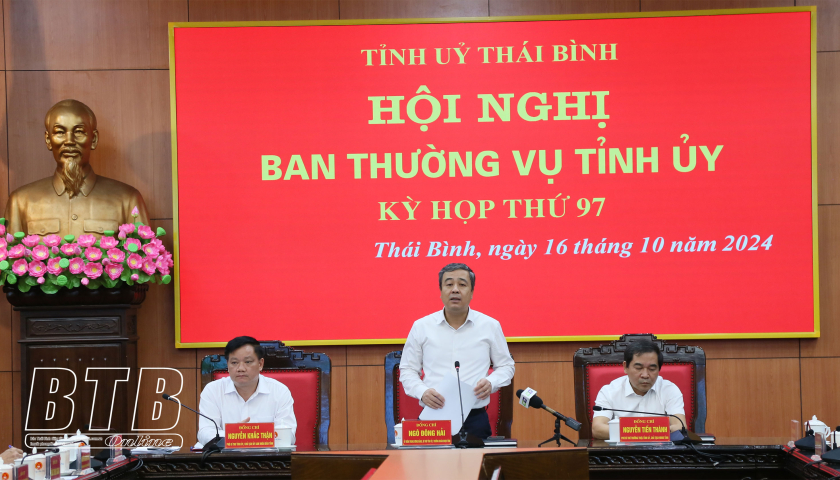 TỈNH UỶ THÁI BÌNH
HỘI NGHỊ
BAN THƯỜNG VỤ TỈNH ỦY
KỲ HỌP THỨ 97
Thái Bình, ngày 16 tháng 10 năm 2024
BTB
Online
ĐỒNG CHÍ
NGUYỄN KHẮC THẬN
ĐỒNG CHÍ
NGÔ ĐÔNG HẢI
ĐỒNG CHÍ
NGUYỄN TIẾN THÀNH